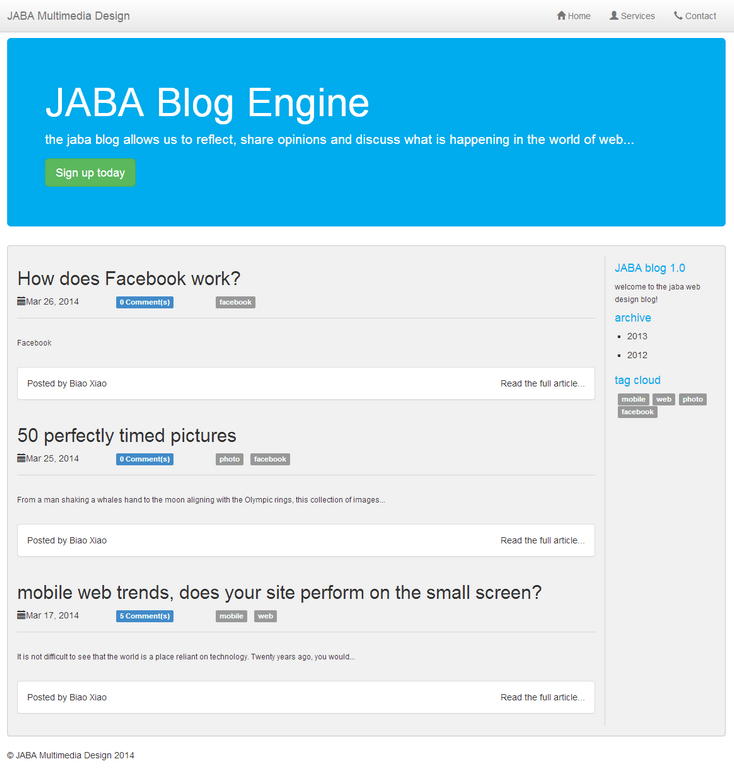 JABA Multimedia Design Home Services Contact
JABA Blog Engine
the jaba blog allows us to reflect, share opinions and discuss what is happening in the world of web...
Sign up today
How does Facebook work?
Mar 26, 2014 0 Comment(s) facebook
Facebook
Posted by Biao Xiao Read the full article...
50 perfectly timed pictures
Mar 25, 2014 0 Comment(s) photo facebook
From a man shaking a whales hand to the moon aligning with the Olympic rings, this collection of images...
Posted by Biao Xiao Read the full article...
mobile web trends, does your site perform on the small screen?
Mar 17, 2014 5 Comment(s) mobile web
It is not difficult to see that the world is a place reliant on technology. Twenty years ago, you would...
Posted by Biao Xiao Read the full article...
JABA blog 1.0
welcome to the jaba web
design blog!
archive
2013
2012
tag cloud
mobile web photo
facebook
© JABA Multimedia Design 2014